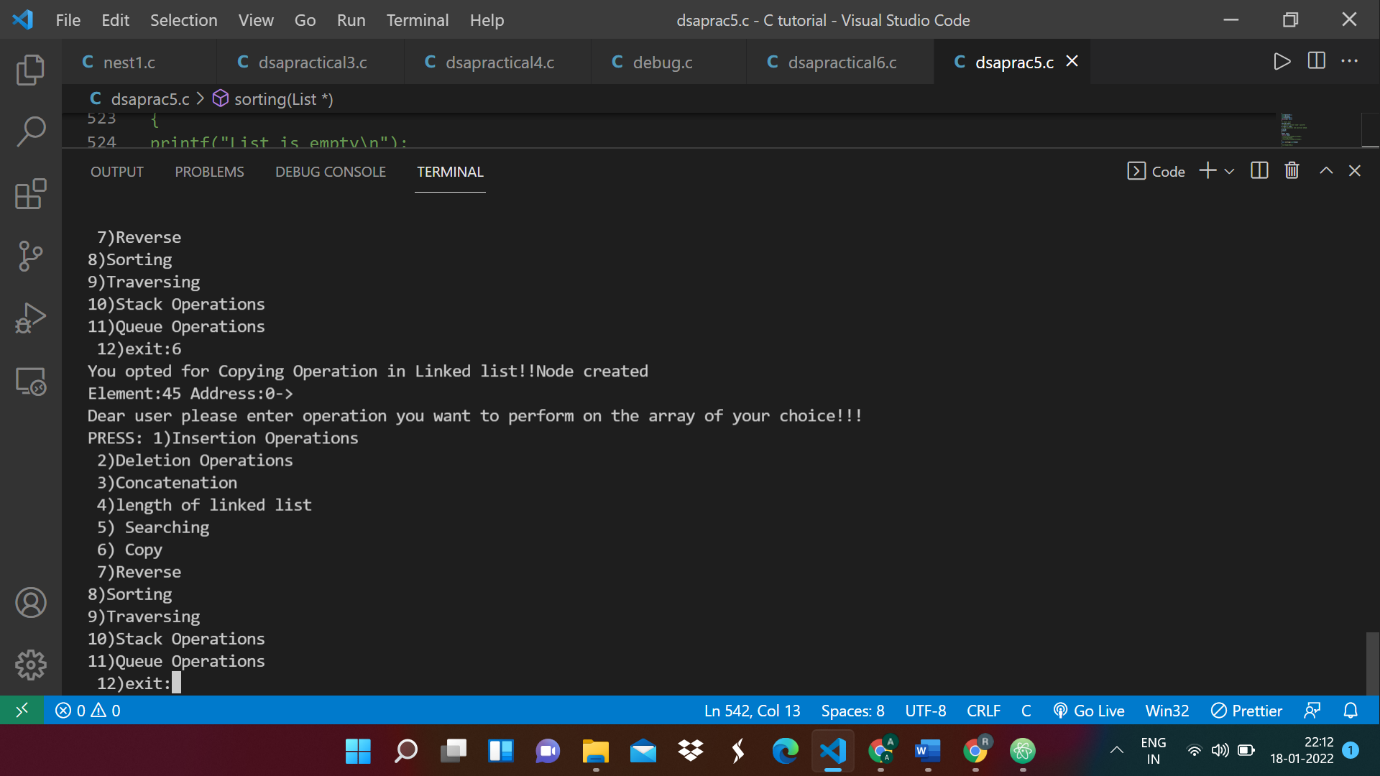 File Edit Selection View Go Run Terminal Help dsaprac5.c - C tutorial - Visual Studio Code
C nest1.c C dsapractical3.c C dsapractical4.c C debug.c C dsapractical6.c C dsaprac5.c
C dsaprac5.c > sorting(List *)
523 {
524 printf("List is empty\n");
OUTPUT PROBLEMS DEBUG CONSOLE TERMINAL Code
7)Reverse
8)Sorting
9)Traversing
10)Stack Operations
11)Queue Operations
12)exit:6
You opted for Copying Operation in Linked list!!Node created
Element:45 Address:0->
Dear user please enter operation you want to perform on the array of your choice!!!
PRESS: 1)Insertion Operations
2)Deletion Operations
3)Concatenation
4)length of linked list
5) Searching
6) Copy
7)Reverse
8)Sorting
9)Traversing
10)Stack Operations
11)Queue Operations
12)exit:
0 0 Ln 542, Col 13 Spaces: 8 UTF-8 CRLF C Go Live Win32 Prettier
A R ENG 22:12
A W IN 18-01-2022 1